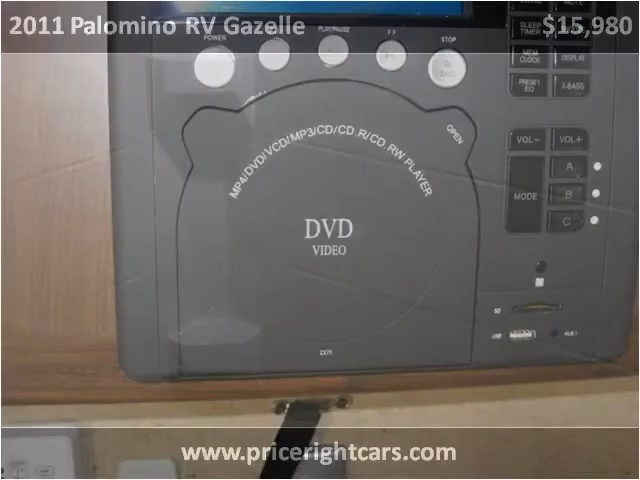 2011 Palomino RV Gazelle
$15,980
POWER
PLAY/PAUSE
F F
STOP
SLEEP TIMER
MEM CLOCK
DISPLAY
PRESET EQ
X-BASS
MP4/DVD/VCD/MP3/CD/CD.R/CD.RW PLAYER
OPEN
VOL-
VOL+
MODE
A
B
C
DVD
VIDEO
SD
USB
AUX 1
ZX75
www.pricerightcars.com